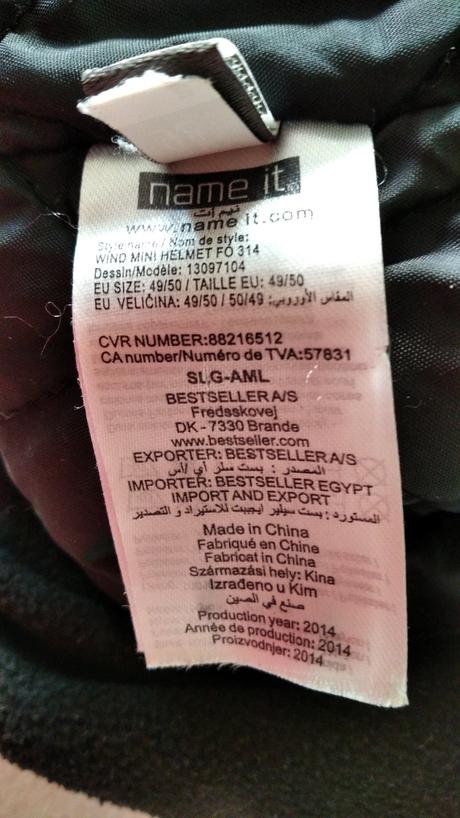 name it
نيم إت
www.name it.com
Style name / Nom de style:
WIND MINI HELMET FO 314
Dessin/Modèle: 13097104
EU SIZE: 49/50 / TAILLE EU: 49/50
EU VELIČINA: 49/50 / 50/49 :المقاس الأوروبي
CVR NUMBER:88216512
CA number/Numéro de TVA:57831
SLG-AML
BESTSELLER A/S
Fredsskovej
DK - 7330 Brande
www.bestseller.com
EXPORTER: BESTSELLER A/S
المصدر : بست سلر آي /أس
IMPORTER: BESTSELLER EGYPT
IMPORT AND EXPORT
المستورد : بست سيلير ايجيبت للاستيراد و التصدير
Made in China
Fabriqué en Chine
Fabricat in China
Származási hely: Kína
Izrađeno u Kini
صنع في الصين
Production year: 2014
Année de production: 2014
Proizvodnjer: 2014